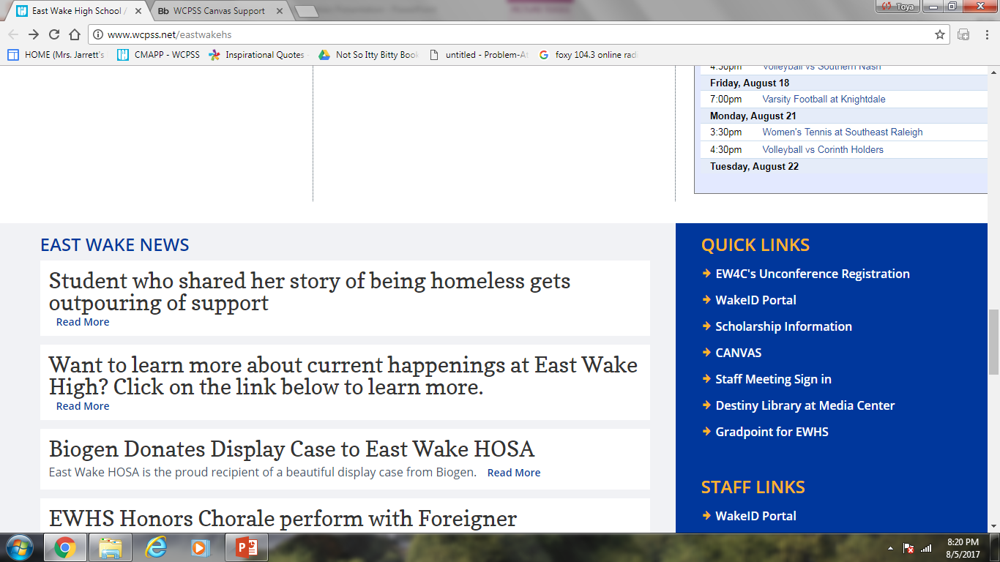 East Wake High School /
Bb WCPSS Canvas Support
Toya
www.wcpss.net/eastwakehs
HOME (Mrs. Jarrett's
CMAPP - WCPSS
Inspirational Quotes
Not So Itty Bitty Book
untitled - Problem-At
foxy 104.3 online radi
4:30pm Volleyball vs Southern Nash
Friday, August 18
7:00pm Varsity Football at Knightdale
Monday, August 21
3:30pm Women's Tennis at Southeast Raleigh
4:30pm Volleyball vs Corinth Holders
Tuesday, August 22
EAST WAKE NEWS
Student who shared her story of being homeless gets
outpouring of support
Read More
Want to learn more about current happenings at East Wake
High? Click on the link below to learn more.
Read More
Biogen Donates Display Case to East Wake HOSA
East Wake HOSA is the proud recipient of a beautiful display case from Biogen. Read More
EWHS Honors Chorale perform with Foreigner
QUICK LINKS
EW4C's Unconference Registration
WakeID Portal
Scholarship Information
CANVAS
Staff Meeting Sign in
Destiny Library at Media Center
Gradpoint for EWHS
STAFF LINKS
WakeID Portal
8:20 PM
8/5/2017